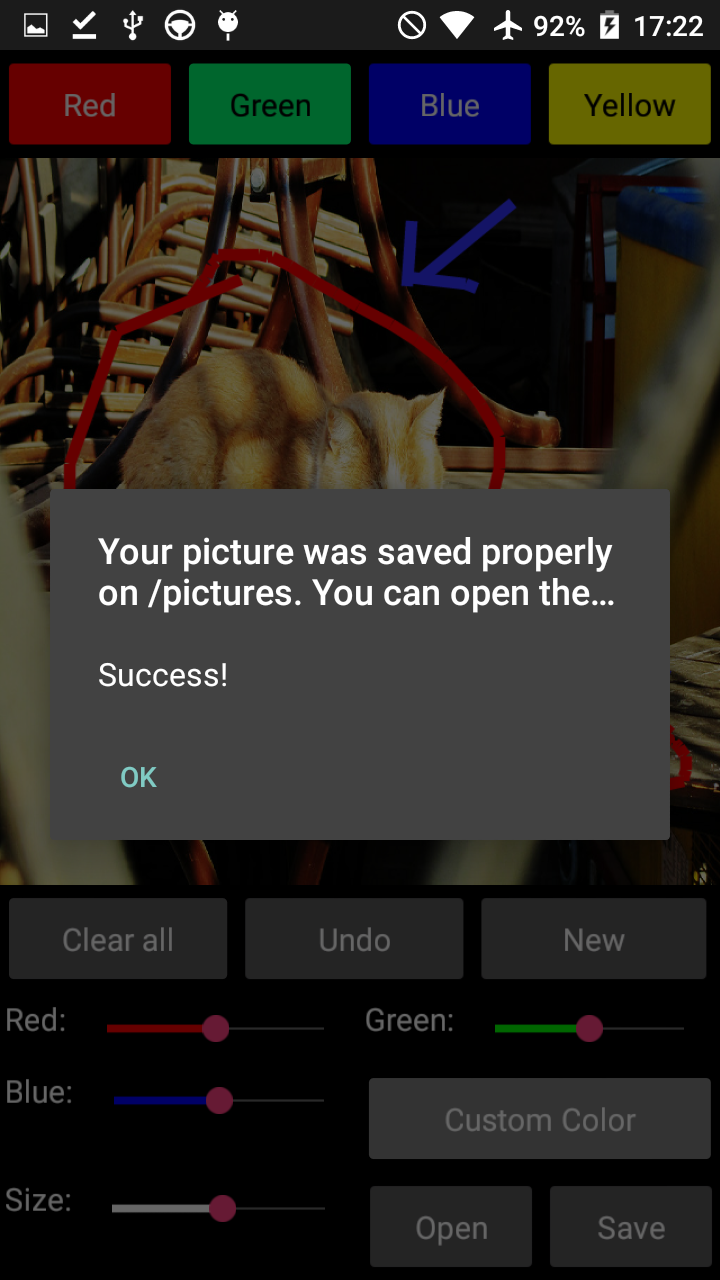 92% 17:22
Red Green Blue Yellow
Your picture was saved properly
on /pictures. You can open the…
Success!
OK
Clear all Undo New
Red: Green:
Blue:
Custom Color
Size:
Open Save